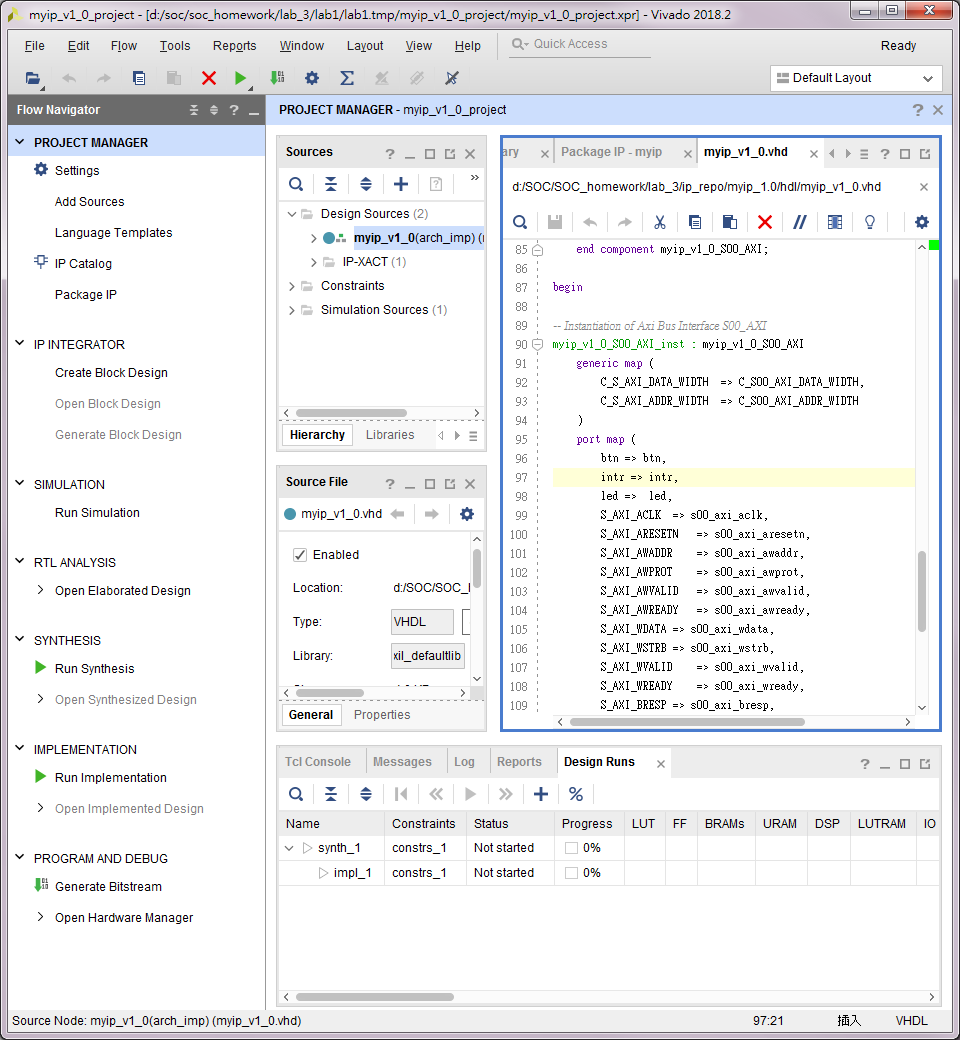 myip_v1_0_project - [d:/soc/soc_homework/lab_3/lab1/lab1.tmp/myip_v1_0_project/myip_v1_0_project.xpr] - Vivado 2018.2
File Edit Flow Tools Reports Window Layout View Help Quick Access Ready
Default Layout
Flow Navigator
PROJECT MANAGER
Settings
Add Sources
Language Templates
IP Catalog
Package IP
IP INTEGRATOR
Create Block Design
Open Block Design
Generate Block Design
SIMULATION
Run Simulation
RTL ANALYSIS
Open Elaborated Design
SYNTHESIS
Run Synthesis
Open Synthesized Design
IMPLEMENTATION
Run Implementation
Open Implemented Design
PROGRAM AND DEBUG
Generate Bitstream
Open Hardware Manager
PROJECT MANAGER - myip_v1_0_project
Sources
Design Sources (2)
myip_v1_0(arch_imp) (
IP-XACT (1)
Constraints
Simulation Sources (1)
Hierarchy Libraries
Source File
myip_v1_0.vhd
Enabled
Location: d:/SOC/SOC_
Type: VHDL
Library: xil_defaultlib
General Properties
ary Package IP - myip myip_v1_0.vhd
d:/SOC/SOC_homework/lab_3/ip_repo/myip_1.0/hdl/myip_v1_0.vhd
85 end component myip_v1_0_S00_AXI;
86
87 begin
88
89 -- Instantiation of Axi Bus Interface S00_AXI
90 myip_v1_0_S00_AXI_inst : myip_v1_0_S00_AXI
91 generic map (
92 C_S_AXI_DATA_WIDTH => C_S00_AXI_DATA_WIDTH,
93 C_S_AXI_ADDR_WIDTH => C_S00_AXI_ADDR_WIDTH
94 )
95 port map (
96 btn => btn,
97 intr => intr,
98 led => led,
99 S_AXI_ACLK => s00_axi_aclk,
100 S_AXI_ARESETN => s00_axi_aresetn,
101 S_AXI_AWADDR => s00_axi_awaddr,
102 S_AXI_AWPROT => s00_axi_awprot,
103 S_AXI_AWVALID => s00_axi_awvalid,
104 S_AXI_AWREADY => s00_axi_awready,
105 S_AXI_WDATA => s00_axi_wdata,
106 S_AXI_WSTRB => s00_axi_wstrb,
107 S_AXI_WVALID => s00_axi_wvalid,
108 S_AXI_WREADY => s00_axi_wready,
109 S_AXI_BRESP => s00_axi_bresp,
Tcl Console Messages Log Reports Design Runs
Name Constraints Status Progress LUT FF BRAMs URAM DSP LUTRAM IO
synth_1 constrs_1 Not started 0%
impl_1 constrs_1 Not started 0%
Source Node: myip_v1_0(arch_imp) (myip_v1_0.vhd) 97:21 插入 VHDL